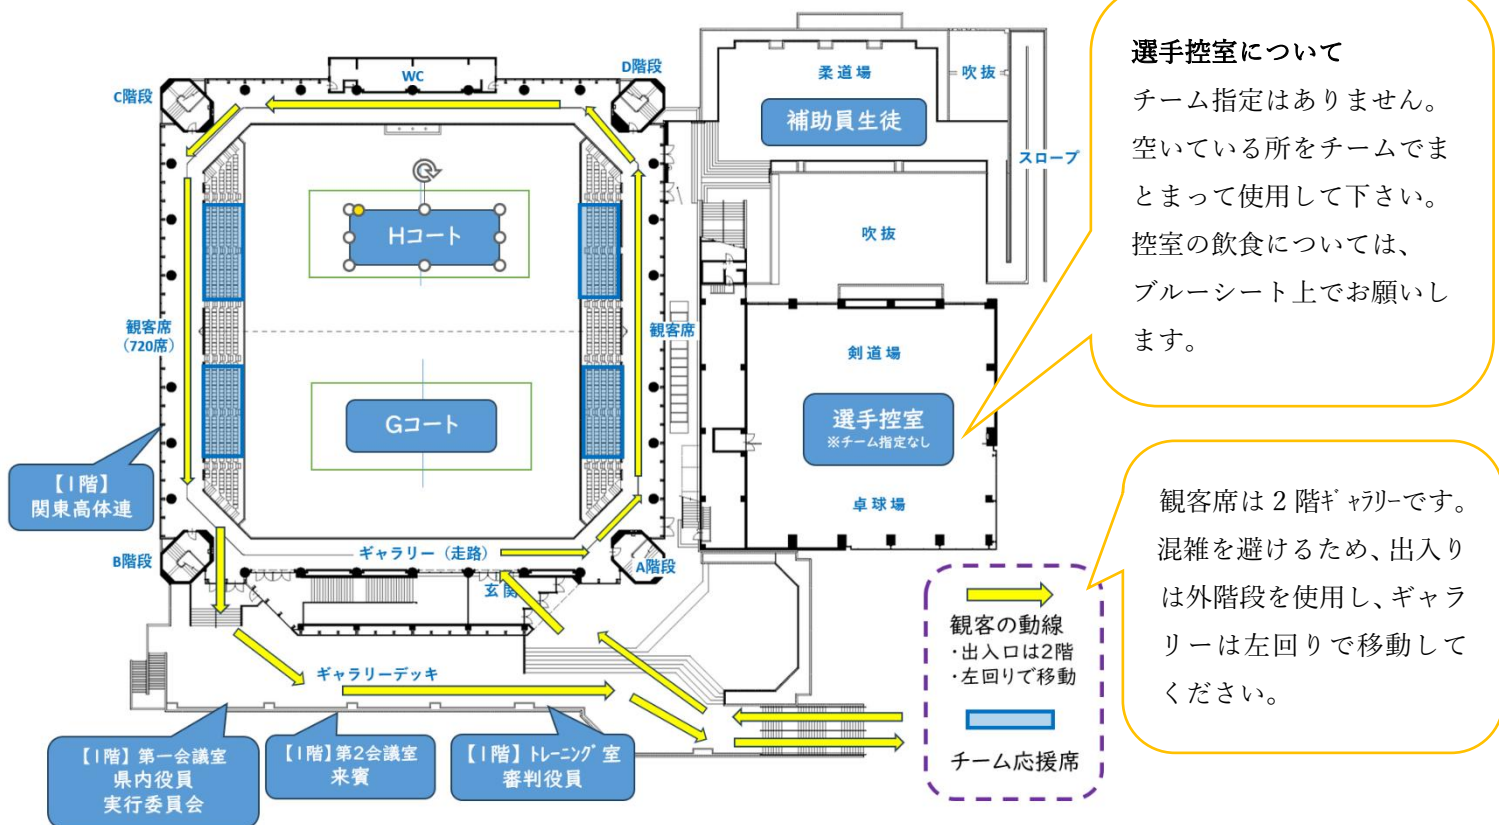 WC
D階段
C階段
柔道場
吹抜
補助員生徒
スロープ
Hコート
吹抜
観客席
(720席)
観客席
剣道場
Gコート
選手控室
※チーム指定なし
【1階】
関東高体連
卓球場
B階段
ギャラリー（走路）
A階段
玄関
ギャラリーデッキ
【1階】第一会議室
県内役員
実行委員会
【1階】第2会議室
来賓
【1階】トレーニング室
審判役員
観客の動線
・出入口は2階
・左回りで移動
チーム応援席
選手控室について
チーム指定はありません。
空いている所をチームでま
とまって使用して下さい。
控室の飲食については、
ブルーシート上でお願いし
ます。
観客席は２階ｷﾞｬﾗﾘｰです。
混雑を避けるため、出入り
は外階段を使用し、ギャラ
リーは左回りで移動して
ください。